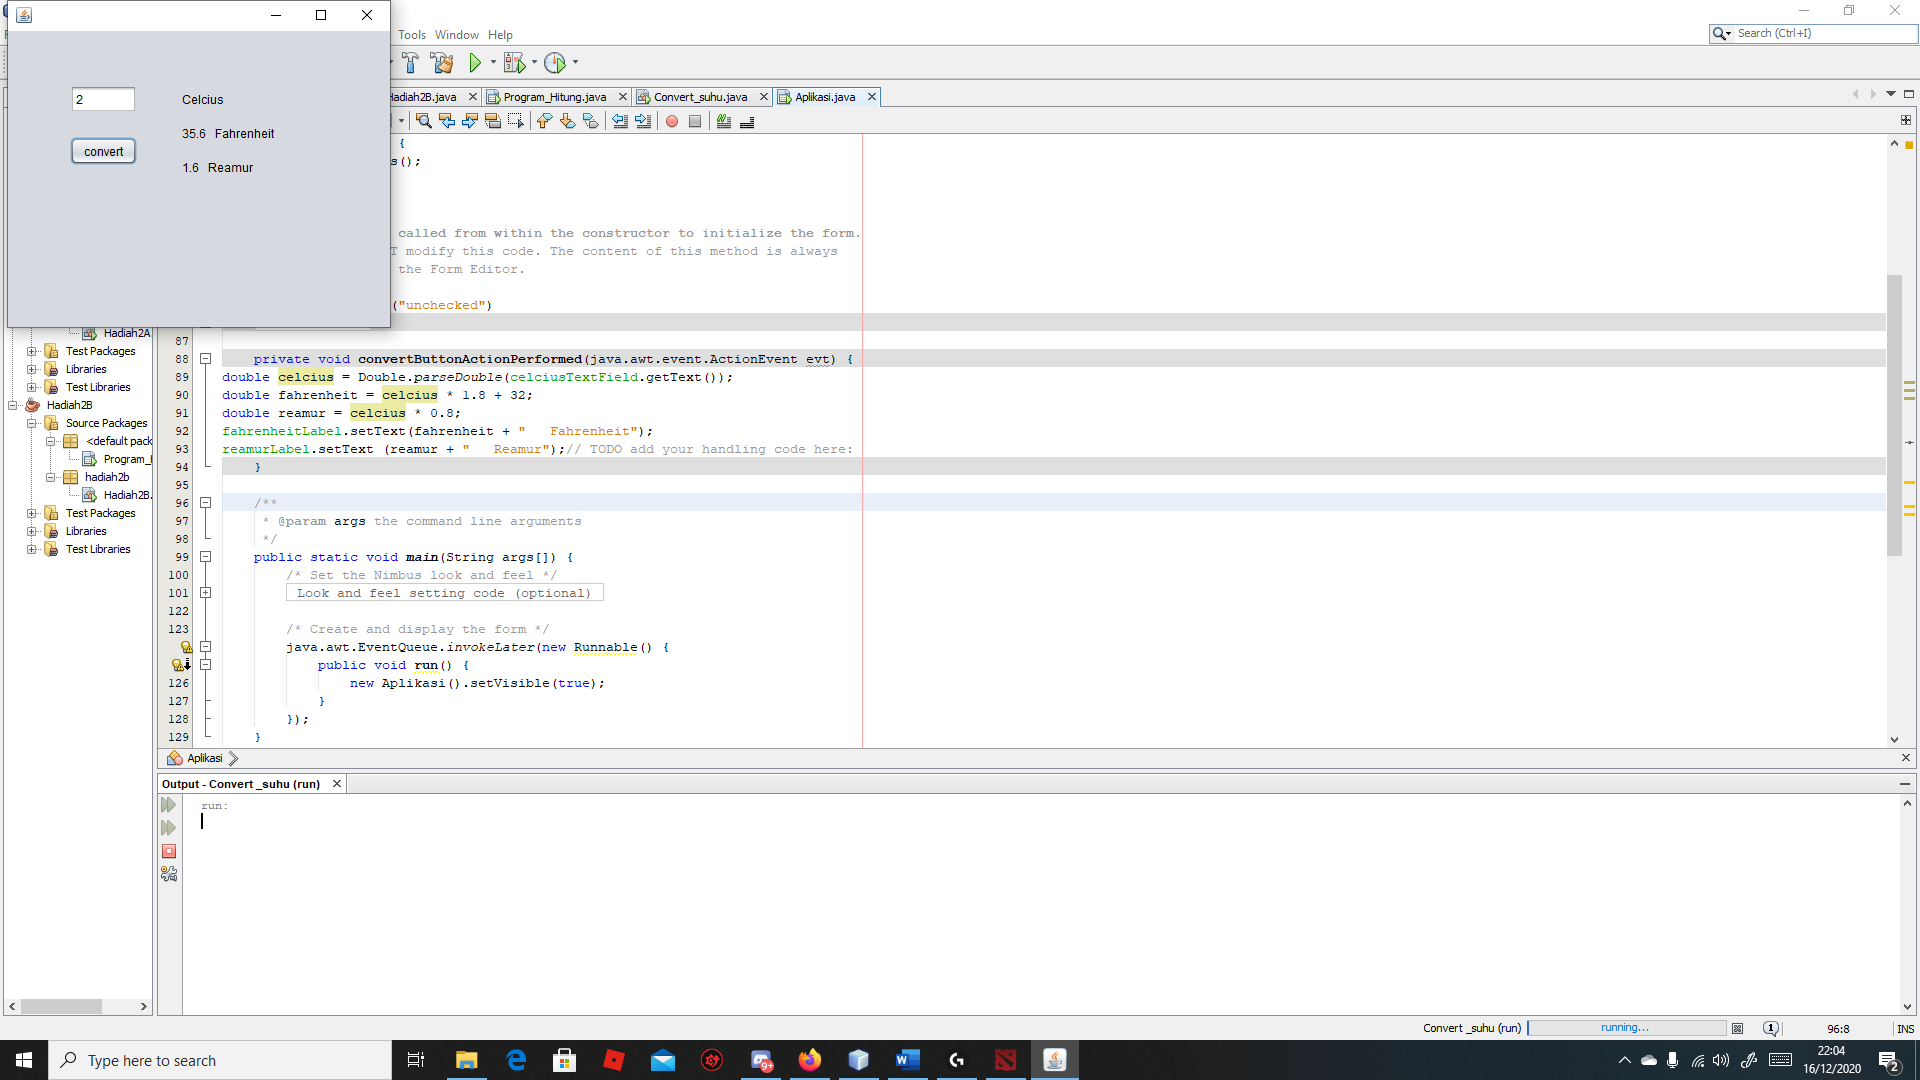 Tools Window Help
Search (Ctrl+I)
2
Celcius
35.6 Fahrenheit
convert
1.6 Reamur
Hadiah2B.java
Program_Hitung.java
Convert_suhu.java
Aplikasi.java
{
s();
called from within the constructor to initialize the form.
T modify this code. The content of this method is always
the Form Editor.
("unchecked")
87
88 private void convertButtonActionPerformed(java.awt.event.ActionEvent evt) {
89 double celcius = Double.parseDouble(celciusTextField.getText());
90 double fahrenheit = celcius * 1.8 + 32;
91 double reamur = celcius * 0.8;
92 fahrenheitLabel.setText(fahrenheit + "   Fahrenheit");
93 reamurLabel.setText (reamur + "   Reamur");// TODO add your handling code here:
94 }
95
96 /**
97 * @param args the command line arguments
98 */
99 public static void main(String args[]) {
100 /* Set the Nimbus look and feel */
101 Look and feel setting code (optional)
122
123 /* Create and display the form */
java.awt.EventQueue.invokeLater(new Runnable() {
public void run() {
126 new Aplikasi().setVisible(true);
127 }
128 });
129 }
Hadiah2A
Test Packages
Libraries
Test Libraries
Hadiah2B
Source Packages
<default pack
Program_
hadiah2b
Hadiah2B.
Test Packages
Libraries
Test Libraries
Aplikasi
Output - Convert _suhu (run)
run:
Convert _suhu (run)
running...
1
96:8
INS
Type here to search
9+
22:04
16/12/2020
2